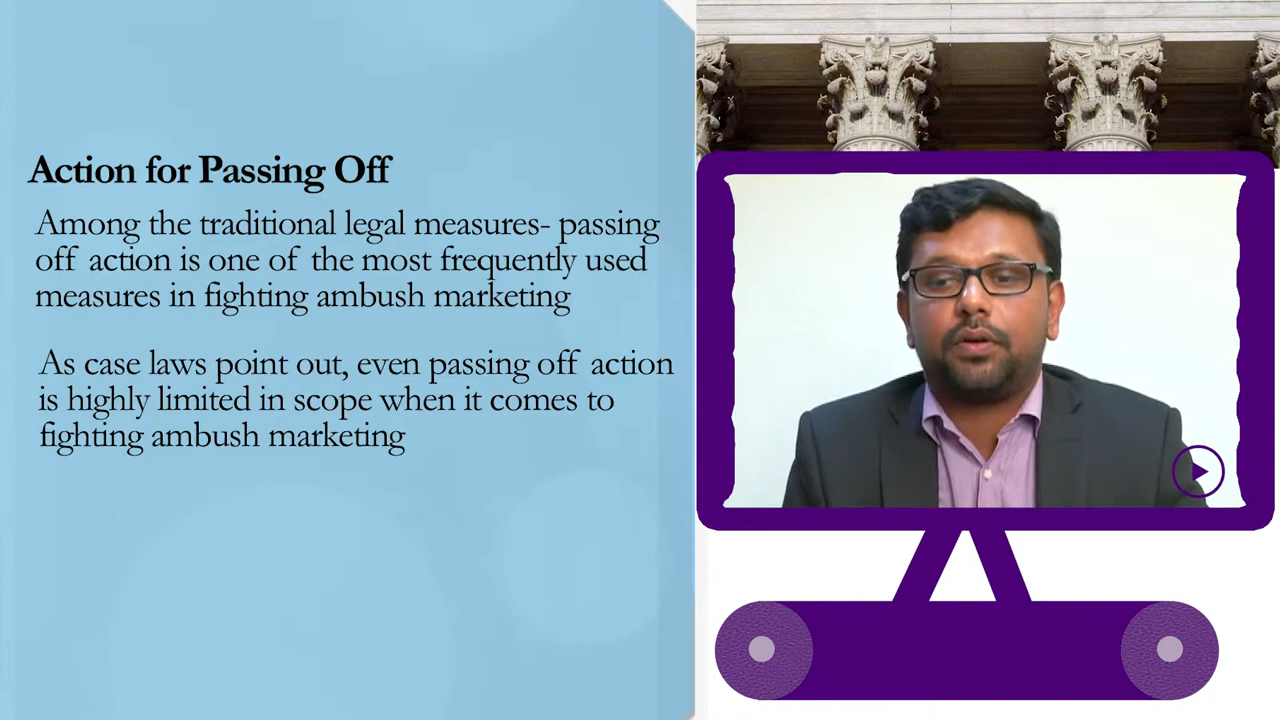 Action for Passing Off
Among the traditional legal measures- passing
off action is one of the most frequently used
measures in fighting ambush marketing
As case laws point out, even passing off action
is highly limited in scope when it comes to
fighting ambush marketing